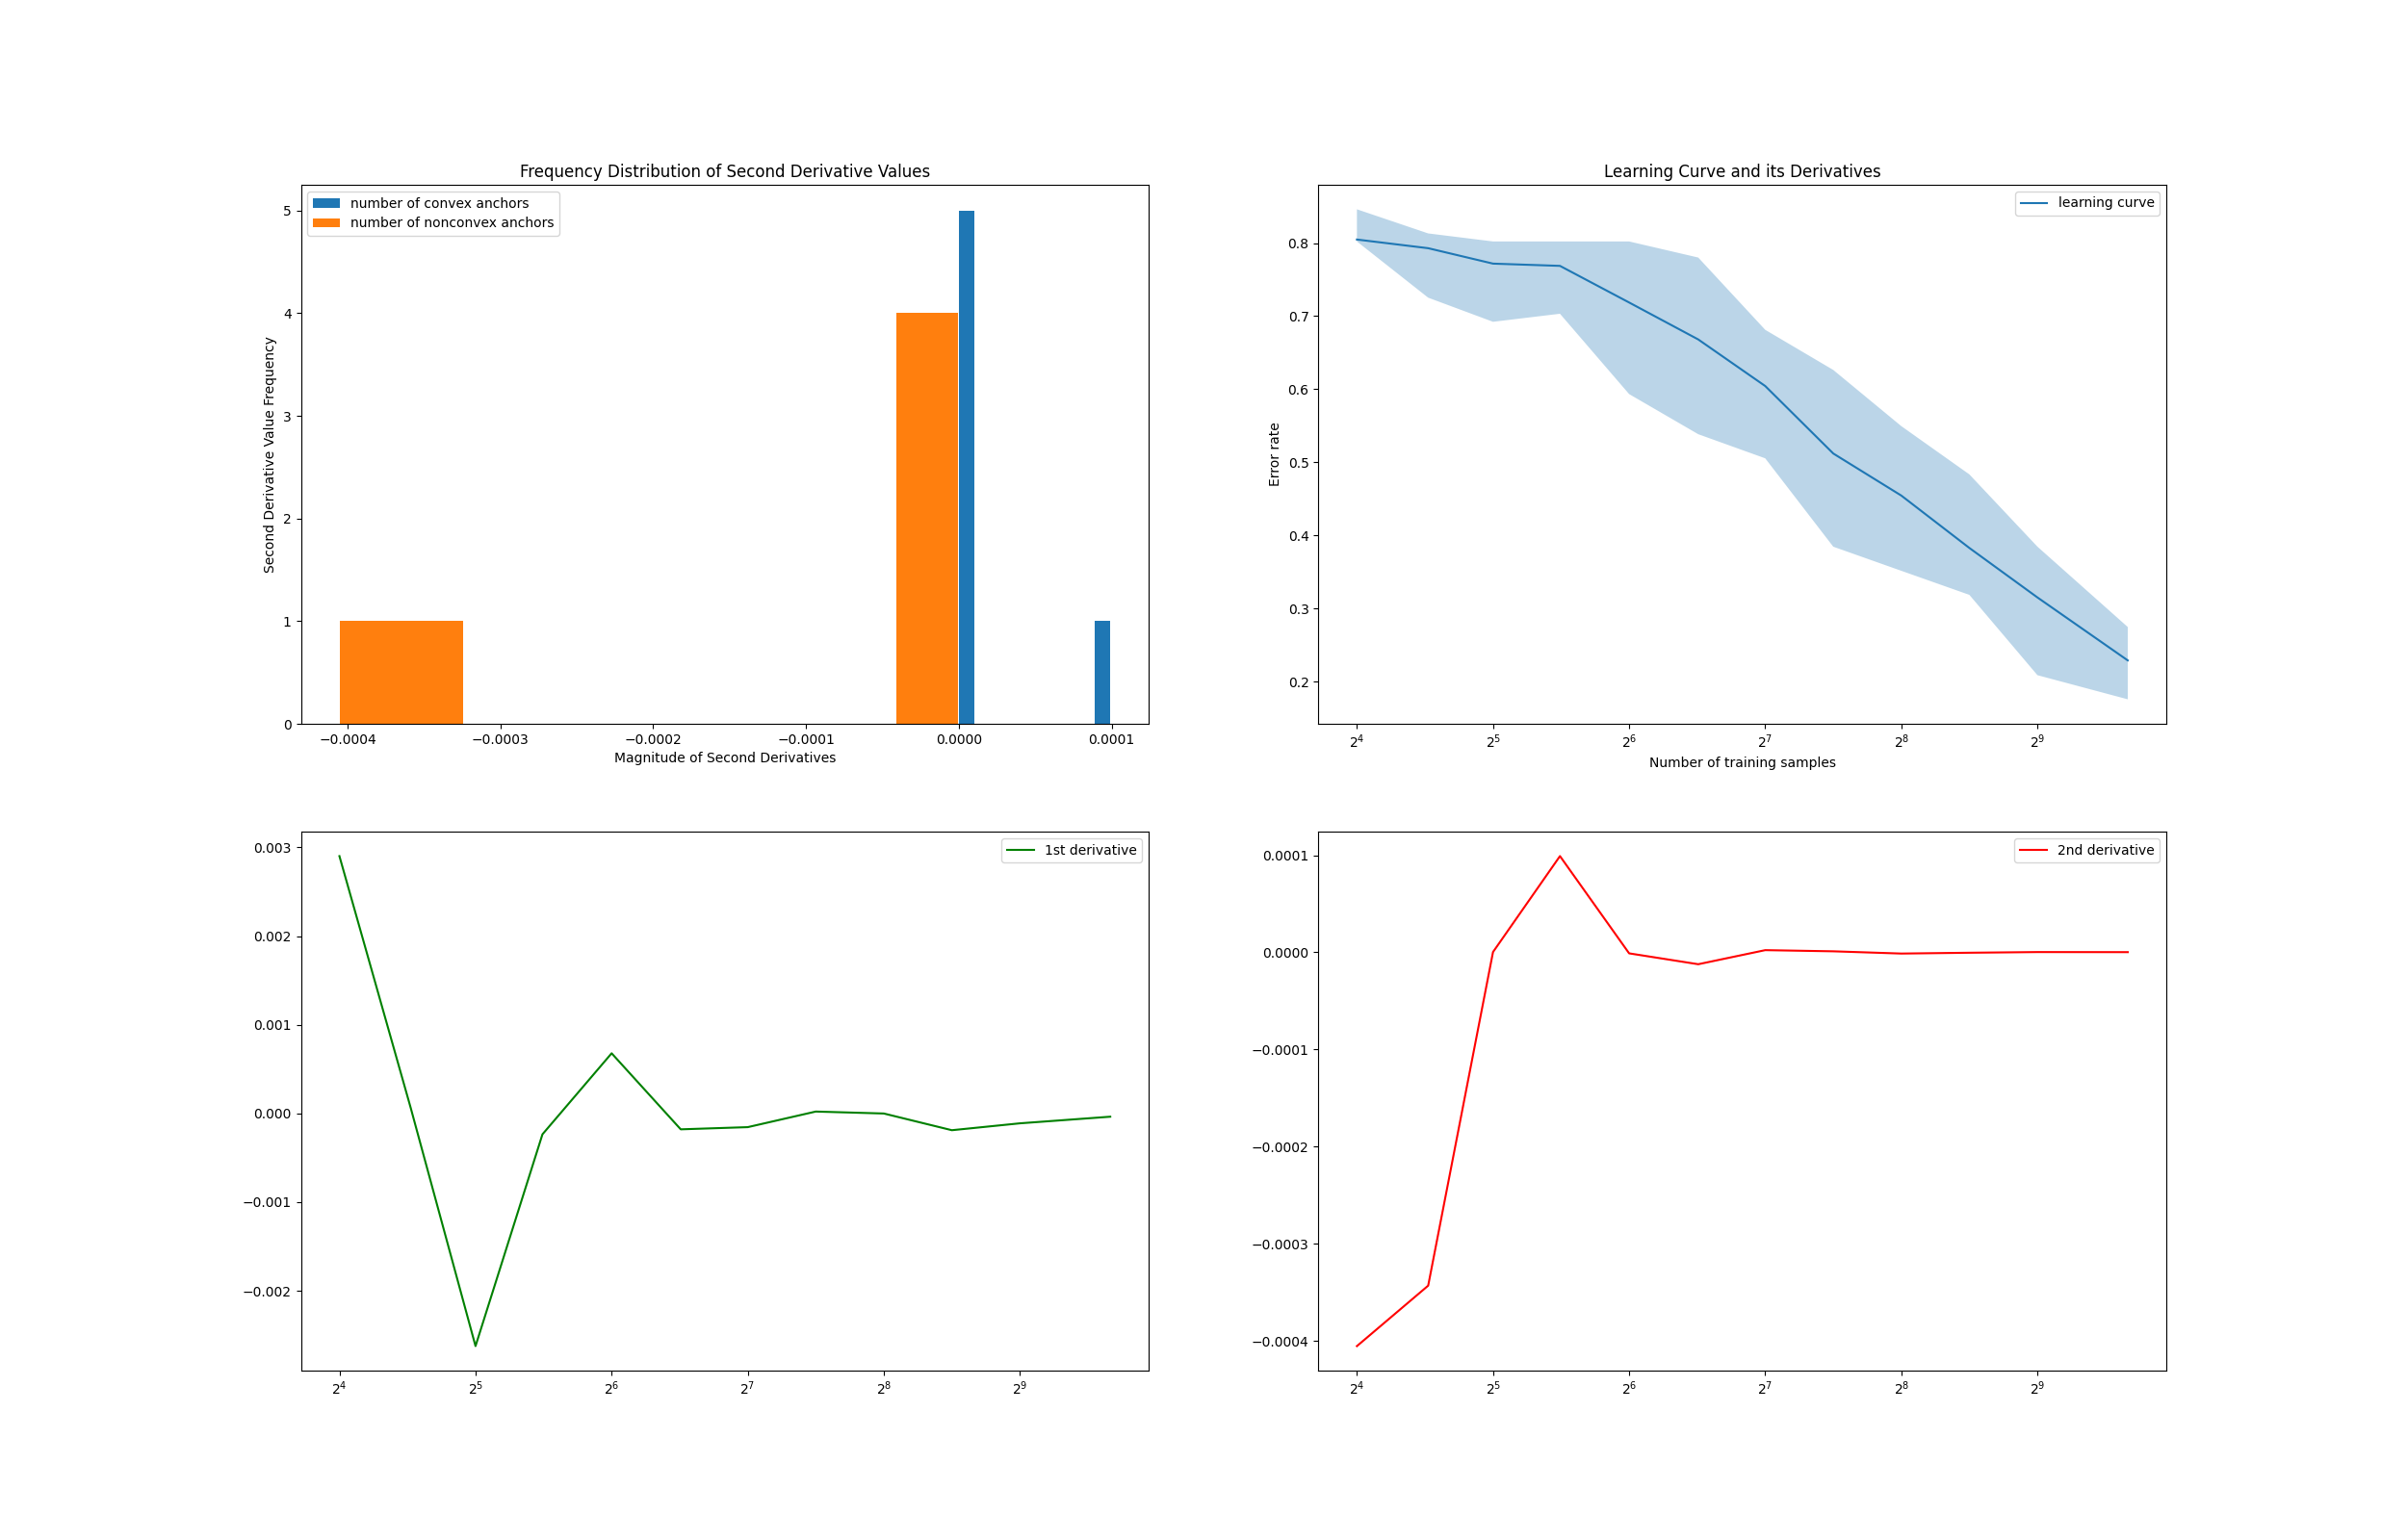 Frequency Distribution of Second Derivative Values
number of convex anchors
number of nonconvex anchors
Second Derivative Value Frequency
5
4
3
2
1
0
−0.0004 −0.0003 −0.0002 −0.0001 0.0000 0.0001
Magnitude of Second Derivatives
Learning Curve and its Derivatives
learning curve
Error rate
0.8
0.7
0.6
0.5
0.4
0.3
0.2
2⁴ 2⁵ 2⁶ 2⁷ 2⁸ 2⁹
Number of training samples
1st derivative
0.003
0.002
0.001
0.000
−0.001
−0.002
2⁴ 2⁵ 2⁶ 2⁷ 2⁸ 2⁹
2nd derivative
0.0001
0.0000
−0.0001
−0.0002
−0.0003
−0.0004
2⁴ 2⁵ 2⁶ 2⁷ 2⁸ 2⁹